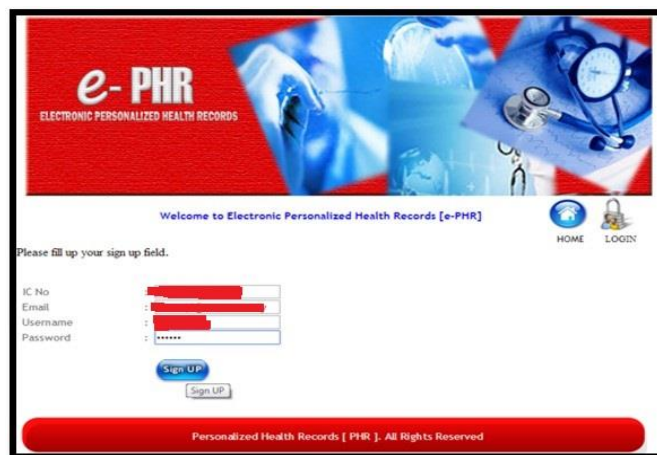 e-PHR
ELECTRONIC PERSONALIZED HEALTH RECORDS
Welcome to Electronic Personalized Health Records [e-PHR]
HOME LOGIN
Please fill up your sign up field.
IC No :
Email :
Username :
Password : ••••••
Sign UP
Sign UP
Personalized Health Records [ PHR ]. All Rights Reserved